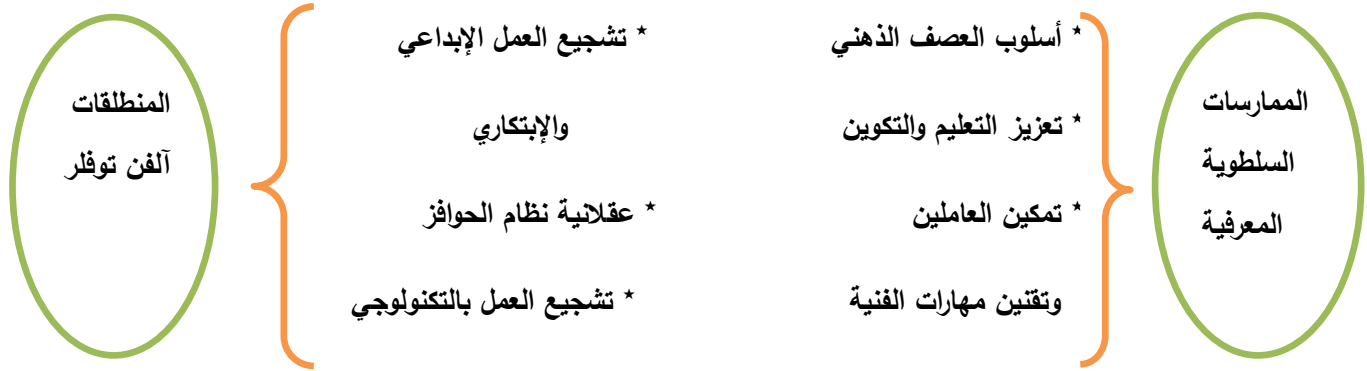 الممارسات
السلطوية
المعرفية
* أسلوب العصف الذهني
* تعزيز التعليم والتكوين
* تمكين العاملين
وتقنين مهارات الفنية
* تشجيع العمل الإبداعي
والإبتكاري
* عقلانية نظام الحوافز
* تشجيع العمل بالتكنولوجي
المنطلقات
آلفن توفلر